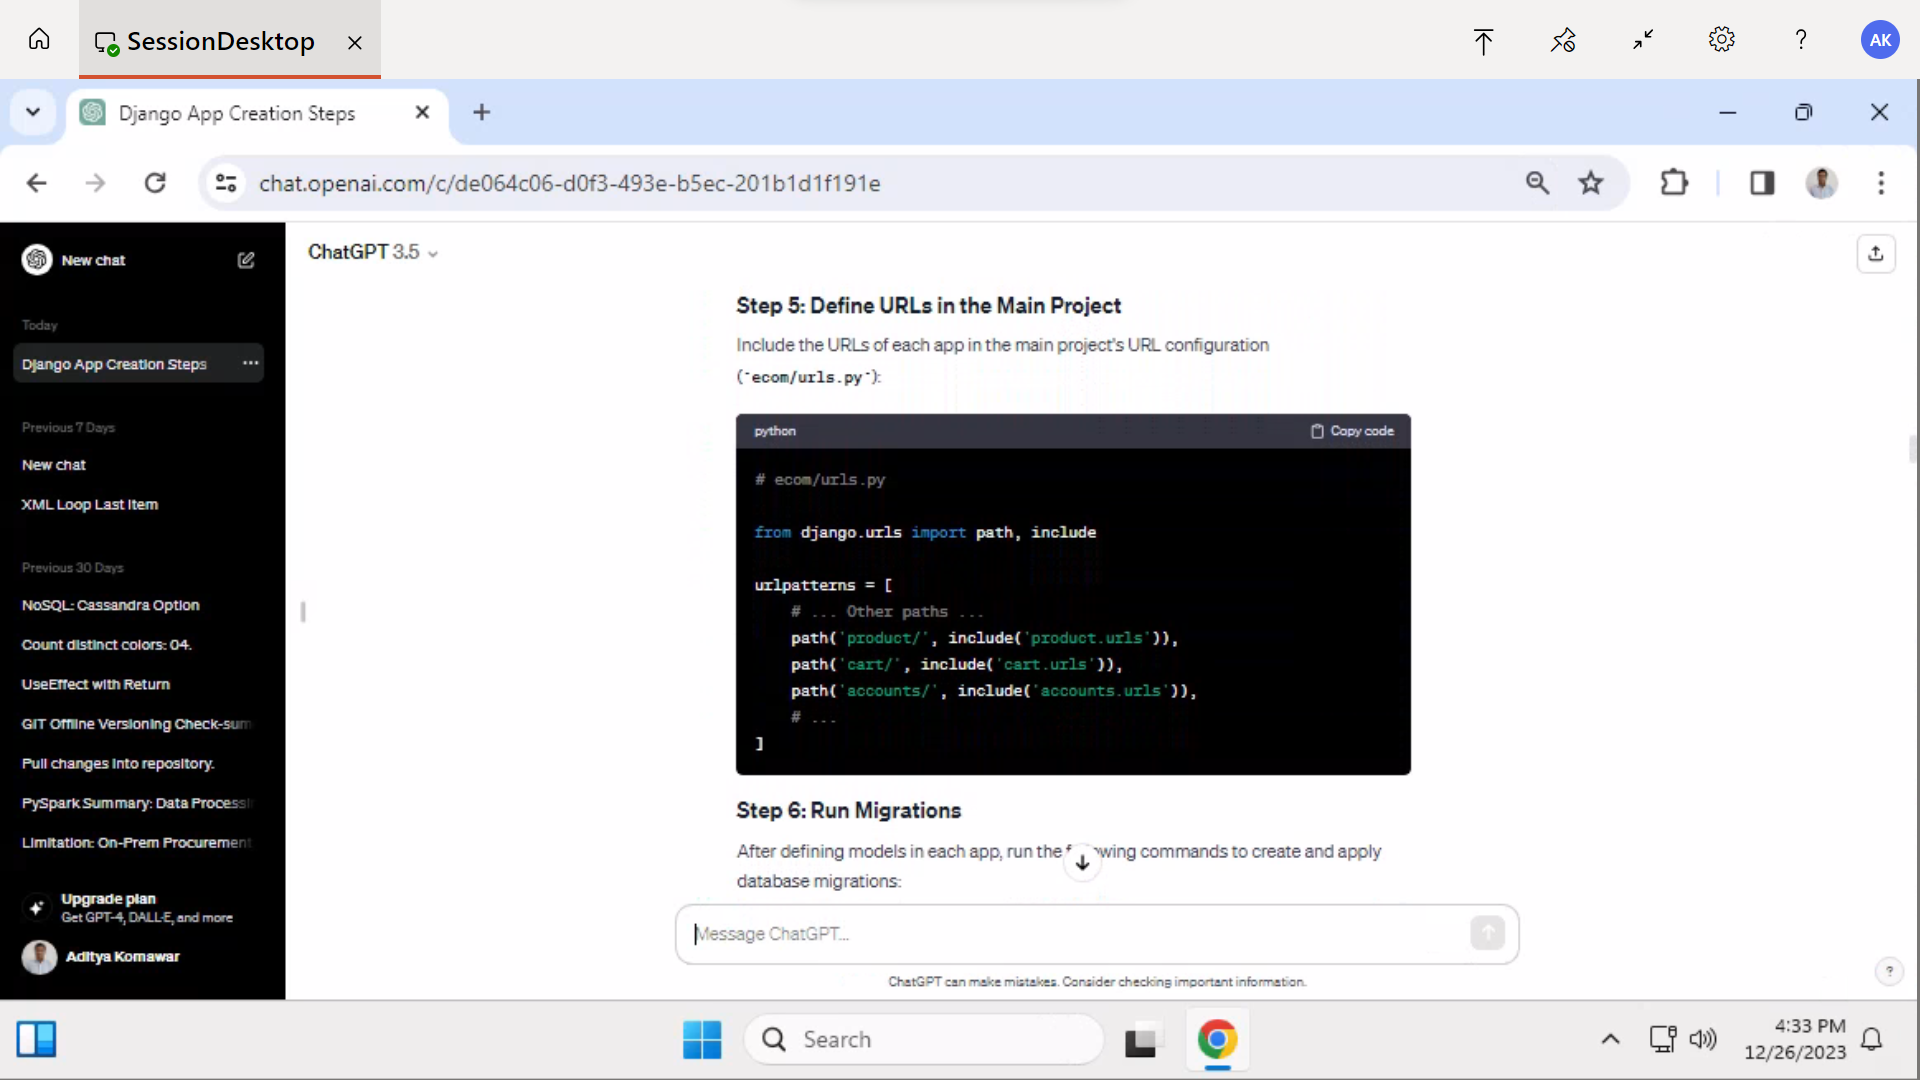 SessionDesktop
AK
Django App Creation Steps
chat.openai.com/c/de064c06-d0f3-493e-b5ec-201b1d1f191e
New chat
Today
Django App Creation Steps
Previous 7 Days
New chat
XML Loop Last Item
Previous 30 Days
NoSQL: Cassandra Option
Count distinct colors: 04.
UseEffect with Return
GIT Offline Versioning Check-sum
Pull changes into repository.
PySpark Summary: Data Processi
Limitation: On-Prem Procurement
Upgrade plan
Get GPT-4, DALL·E, and more
Aditya Komawar
ChatGPT 3.5
Step 5: Define URLs in the Main Project
Include the URLs of each app in the main project's URL configuration
(`ecom/urls.py`):
python
Copy code
# ecom/urls.py
from django.urls import path, include
urlpatterns = [
    # ... Other paths ...
    path('product/', include('product.urls')),
    path('cart/', include('cart.urls')),
    path('accounts/', include('accounts.urls')),
    # ...
]
Step 6: Run Migrations
After defining models in each app, run the f wing commands to create and apply
database migrations:
Message ChatGPT...
ChatGPT can make mistakes. Consider checking important information.
?
Search
4:33 PM
12/26/2023